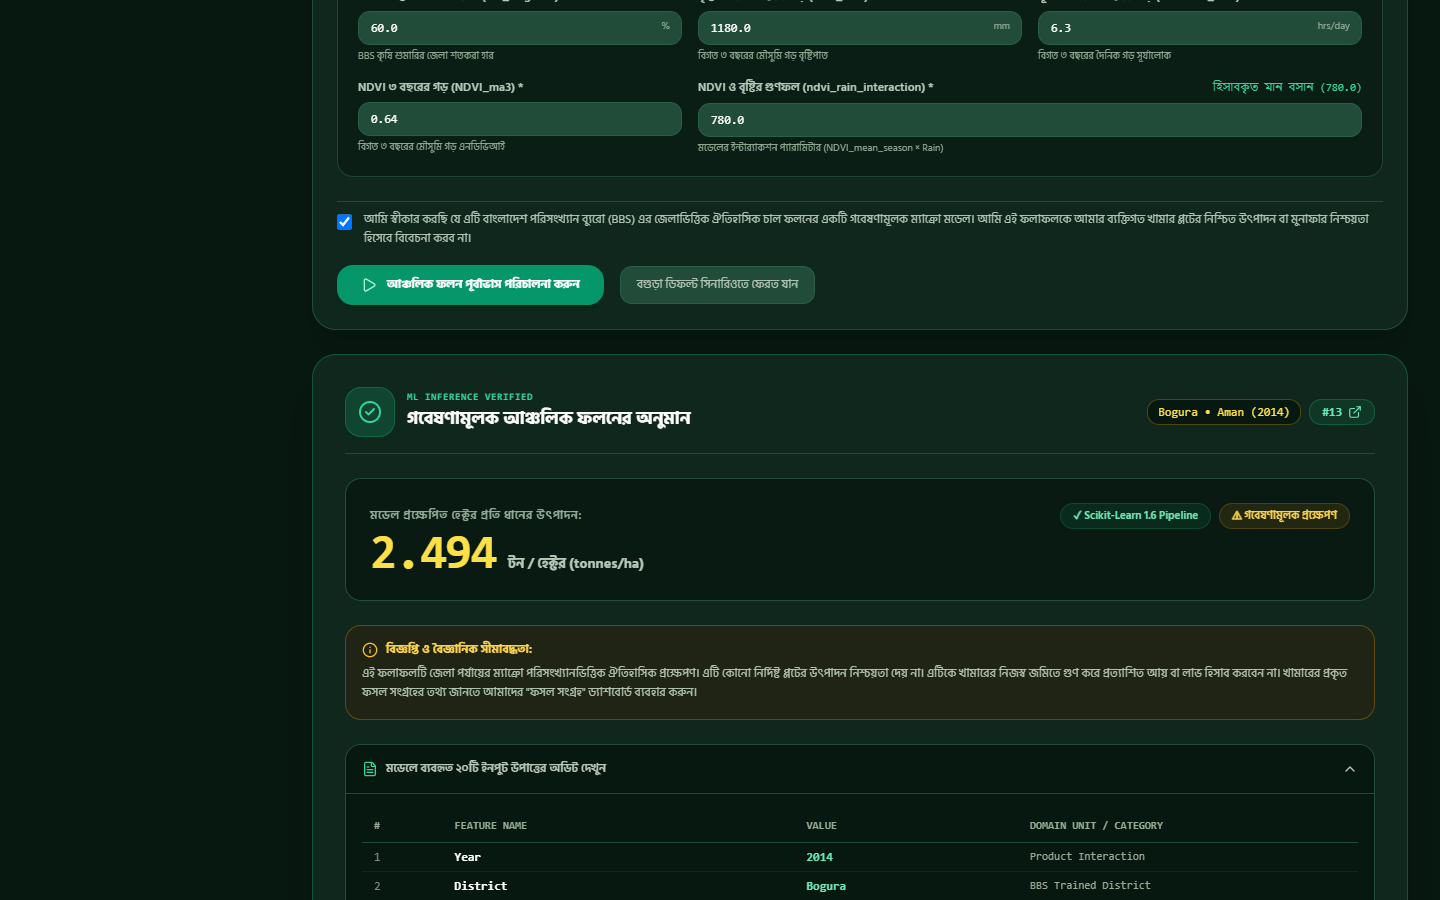 60.0 %
1180.0 mm
6.3 hrs/day
BBS কৃষি শুমারির জেলা শতকরা হার
বিগত ৩ বছরের মৌসুমি গড় বৃষ্টিপাত
বিগত ৩ বছরের দৈনিক গড় সূর্যালোক
NDVI ৩ বছরের গড় (NDVI_ma3) *
NDVI ও বৃষ্টির গুণফল (ndvi_rain_interaction) *
হিসাবকৃত মান বসান (780.0)
0.64
780.0
বিগত ৩ বছরের মৌসুমি গড় এনডিভিআই
মডেলের ইন্টারঅ্যাকশন প্যারামিটার (NDVI_mean_season × Rain)
আমি স্বীকার করছি যে এটি বাংলাদেশ পরিসংখ্যান ব্যুরো (BBS) এর জেলাভিত্তিক ঐতিহাসিক চাল ফলনের একটি গবেষণামূলক ম্যাক্রো মডেল। আমি এই ফলাফলকে আমার ব্যক্তিগত খামার প্লটের নিশ্চিত উৎপাদন বা মুনাফার নিশ্চয়তা
হিসেবে বিবেচনা করব না।
আঞ্চলিক ফলন পূর্বাভাস পরিচালনা করুন
বগুড়া ডিফল্ট সিনারিওতে ফেরত যান
ML INFERENCE VERIFIED
গবেষণামূলক আঞ্চলিক ফলনের অনুমান
Bogura • Aman (2014)
#13
মডেল প্রক্ষেপিত হেক্টর প্রতি ধানের উৎপাদন:
✓ Scikit-Learn 1.6 Pipeline
⚠ গবেষণামূলক প্রক্ষেপণ
2.494 টন / হেক্টর (tonnes/ha)
বিজ্ঞপ্তি ও বৈজ্ঞানিক সীমাবদ্ধতা:
এই ফলাফলটি জেলা পর্যায়ের ম্যাক্রো পরিসংখ্যানভিত্তিক ঐতিহাসিক প্রক্ষেপণ। এটি কোনো নির্দিষ্ট প্লটের উৎপাদন নিশ্চয়তা দেয় না। এটিকে খামারের নিজস্ব জমিতে গুণ করে প্রত্যাশিত আয় বা লাভ হিসাব করবেন না। খামারের প্রকৃত
ফসল সংগ্রহের তথ্য জানতে আমাদের "ফসল সংগ্রহ" ড্যাশবোর্ড ব্যবহার করুন।
মডেলে ব্যবহৃত ২০টি ইনপুট উপাত্তের অডিট দেখুন
# FEATURE NAME VALUE DOMAIN UNIT / CATEGORY
1 Year 2014 Product Interaction
2 District Bogura BBS Trained District